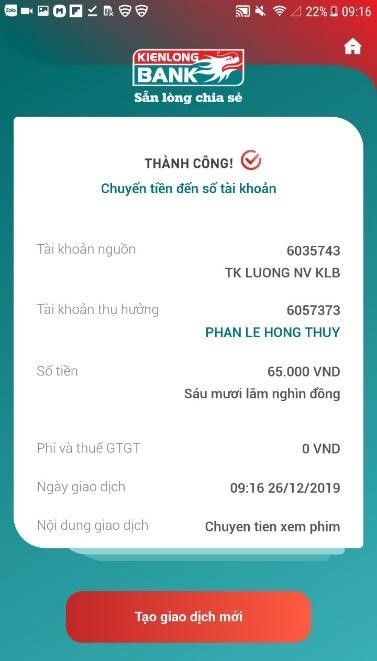 Zalo 22% 09:16
KIENLONG
BANK
Sẵn lòng chia sẻ
THÀNH CÔNG!
Chuyển tiền đến số tài khoản
Tài khoản nguồn 6035743
TK LUONG NV KLB
Tài khoản thụ hưởng 6057373
PHAN LE HONG THUY
Số tiền 65.000 VND
Sáu mươi lăm nghìn đồng
Phí và thuế GTGT 0 VND
Ngày giao dịch 09:16 26/12/2019
Nội dung giao dịch Chuyen tien xem phim
Tạo giao dịch mới